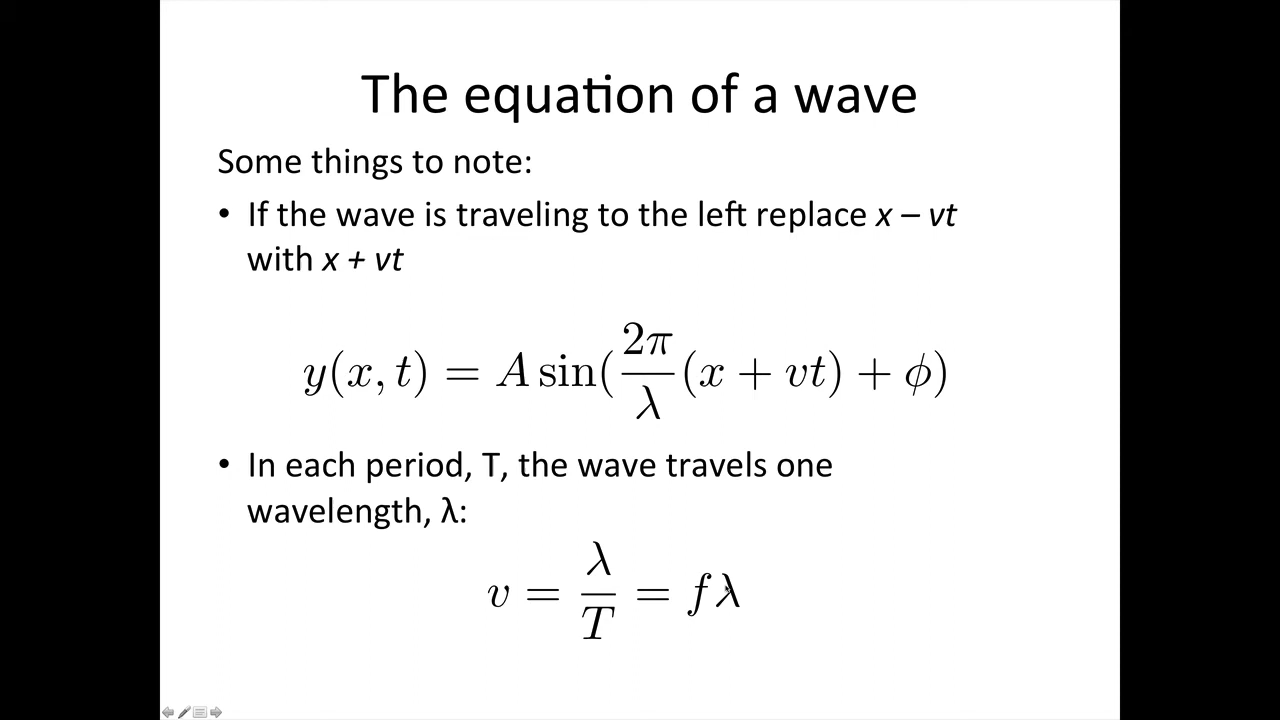 The equation of a wave
Some things to note:
• If the wave is traveling to the left replace x – vt
with x + vt
y(x, t) = A sin(2π/λ (x + vt) + ϕ)
• In each period, T, the wave travels one
wavelength, λ:
v = λ/T = fλ